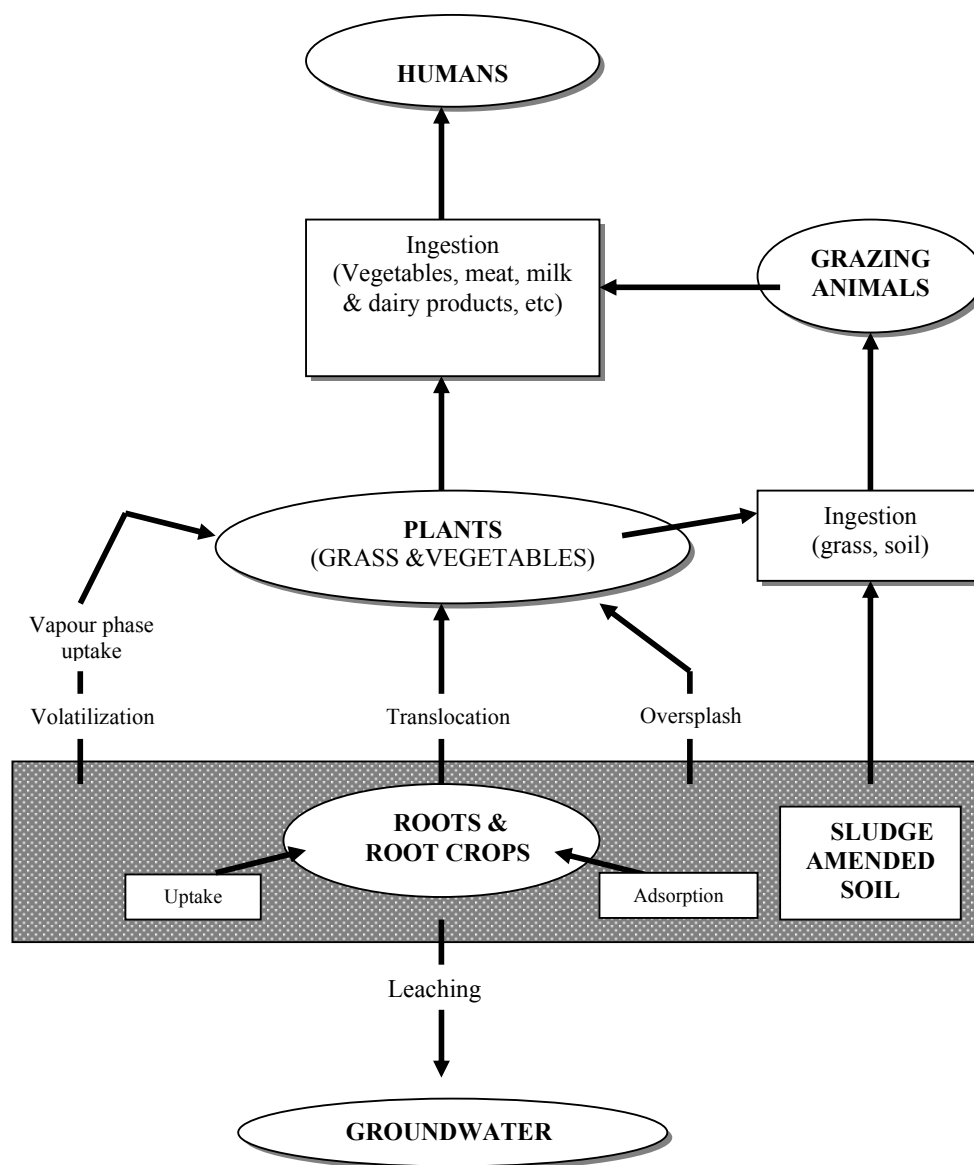 HUMANS
Ingestion
(Vegetables, meat, milk
& dairy products, etc)
GRAZING
ANIMALS
PLANTS
(GRASS &VEGETABLES)
Ingestion
(grass, soil)
Vapour phase
uptake
Volatilization
Translocation
Oversplash
ROOTS &
ROOT CROPS
SLUDGE
AMENDED
SOIL
Uptake
Adsorption
Leaching
GROUNDWATER